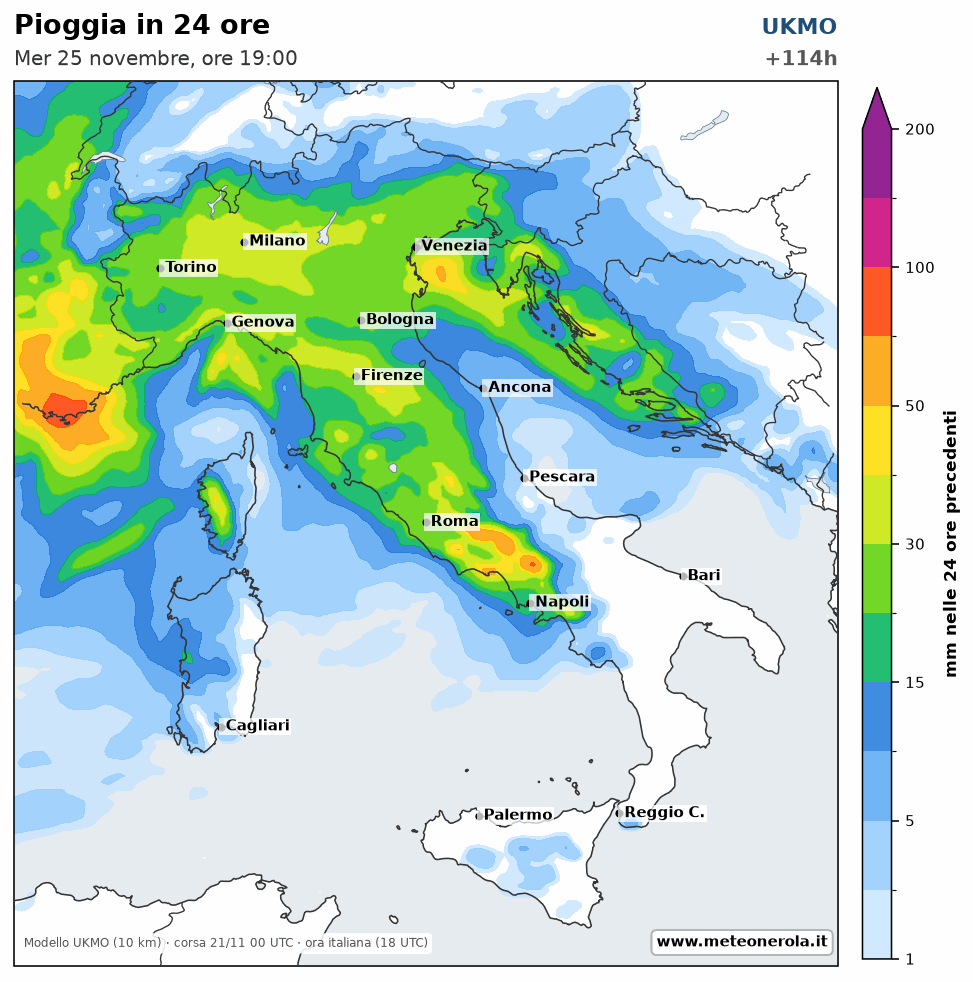 Pioggia in 24 ore
UKMO
Mer 25 novembre, ore 19:00
+114h
200
100
50
30
15
5
1
mm nelle 24 ore precedenti
Milano
Venezia
Torino
Genova
Bologna
Firenze
Ancona
Pescara
Roma
Bari
Napoli
Cagliari
Palermo
Reggio C.
Modello UKMO (10 km) · corsa 21/11 00 UTC · ora italiana (18 UTC)
www.meteonerola.it